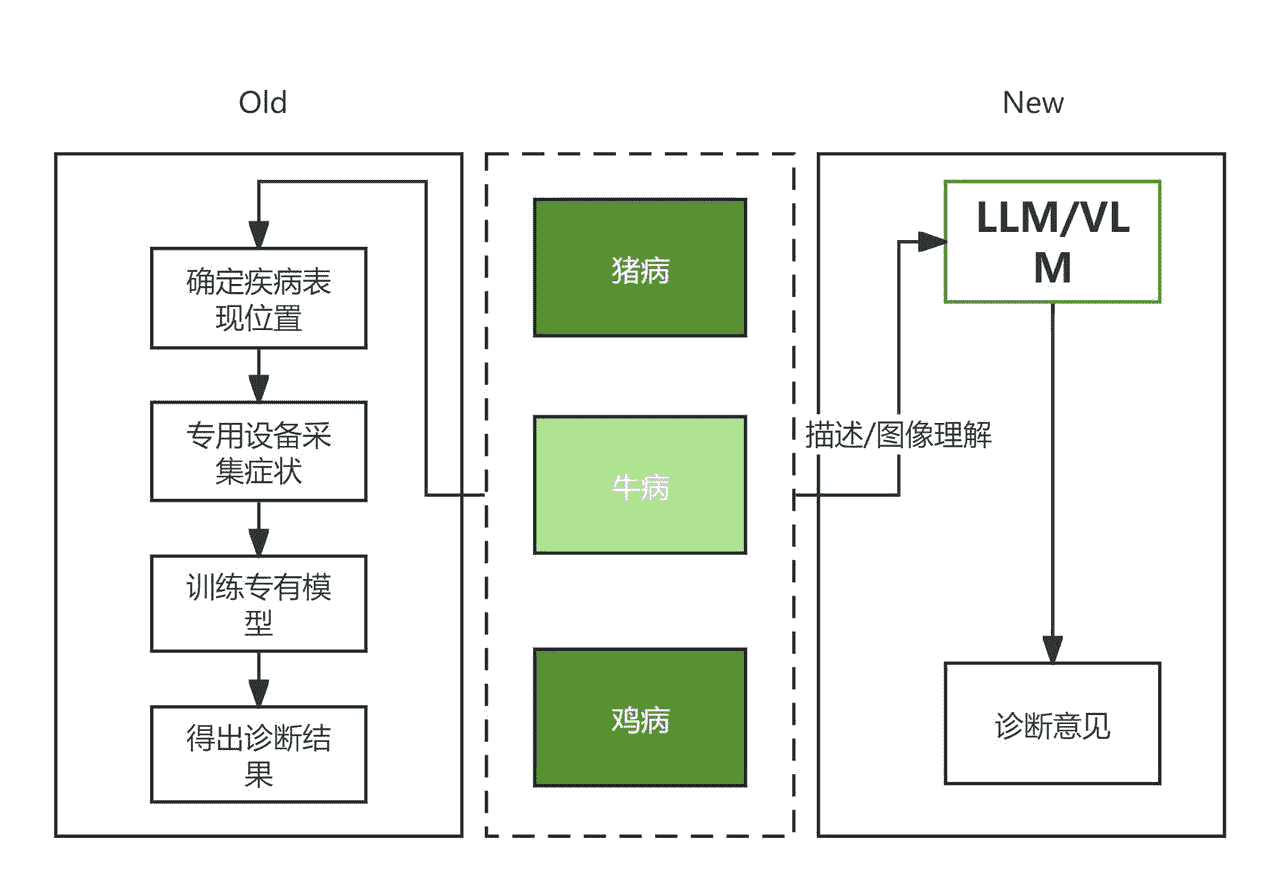 Old
New
确定疾病表
现位置
专用设备采
集症状
训练专有模
型
得出诊断结
果
猪病
牛病
鸡病
LLM/VL
M
描述/图像理解
诊断意见